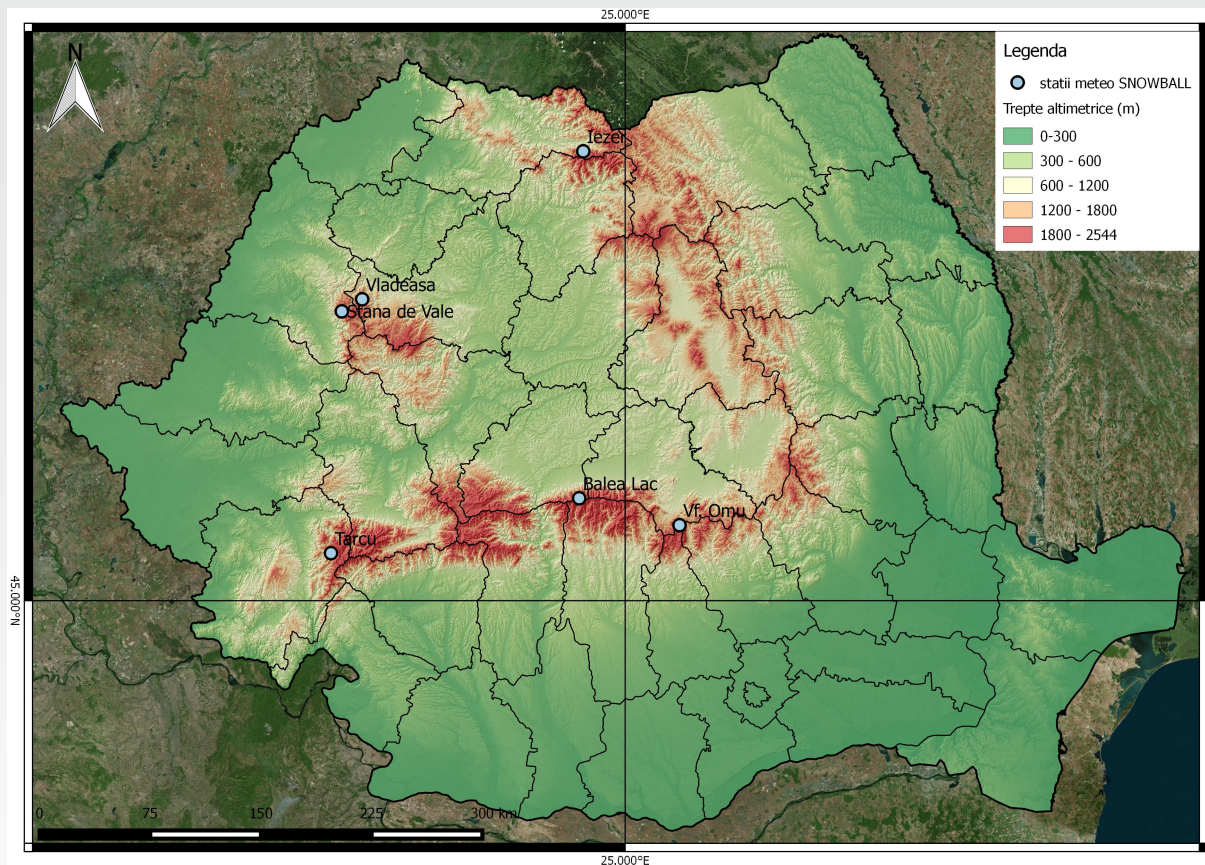 25.000°E
N
Legenda
statii meteo SNOWBALL
Trepte altimetrice (m)
0-300
300 - 600
600 - 1200
1200 - 1800
1800 - 2544
Iezer
Vladeasa
Stana de Vale
Balea Lac
Vf. Omu
Tarcu
45.000°N
0 75 150 225 300 km
25.000°E